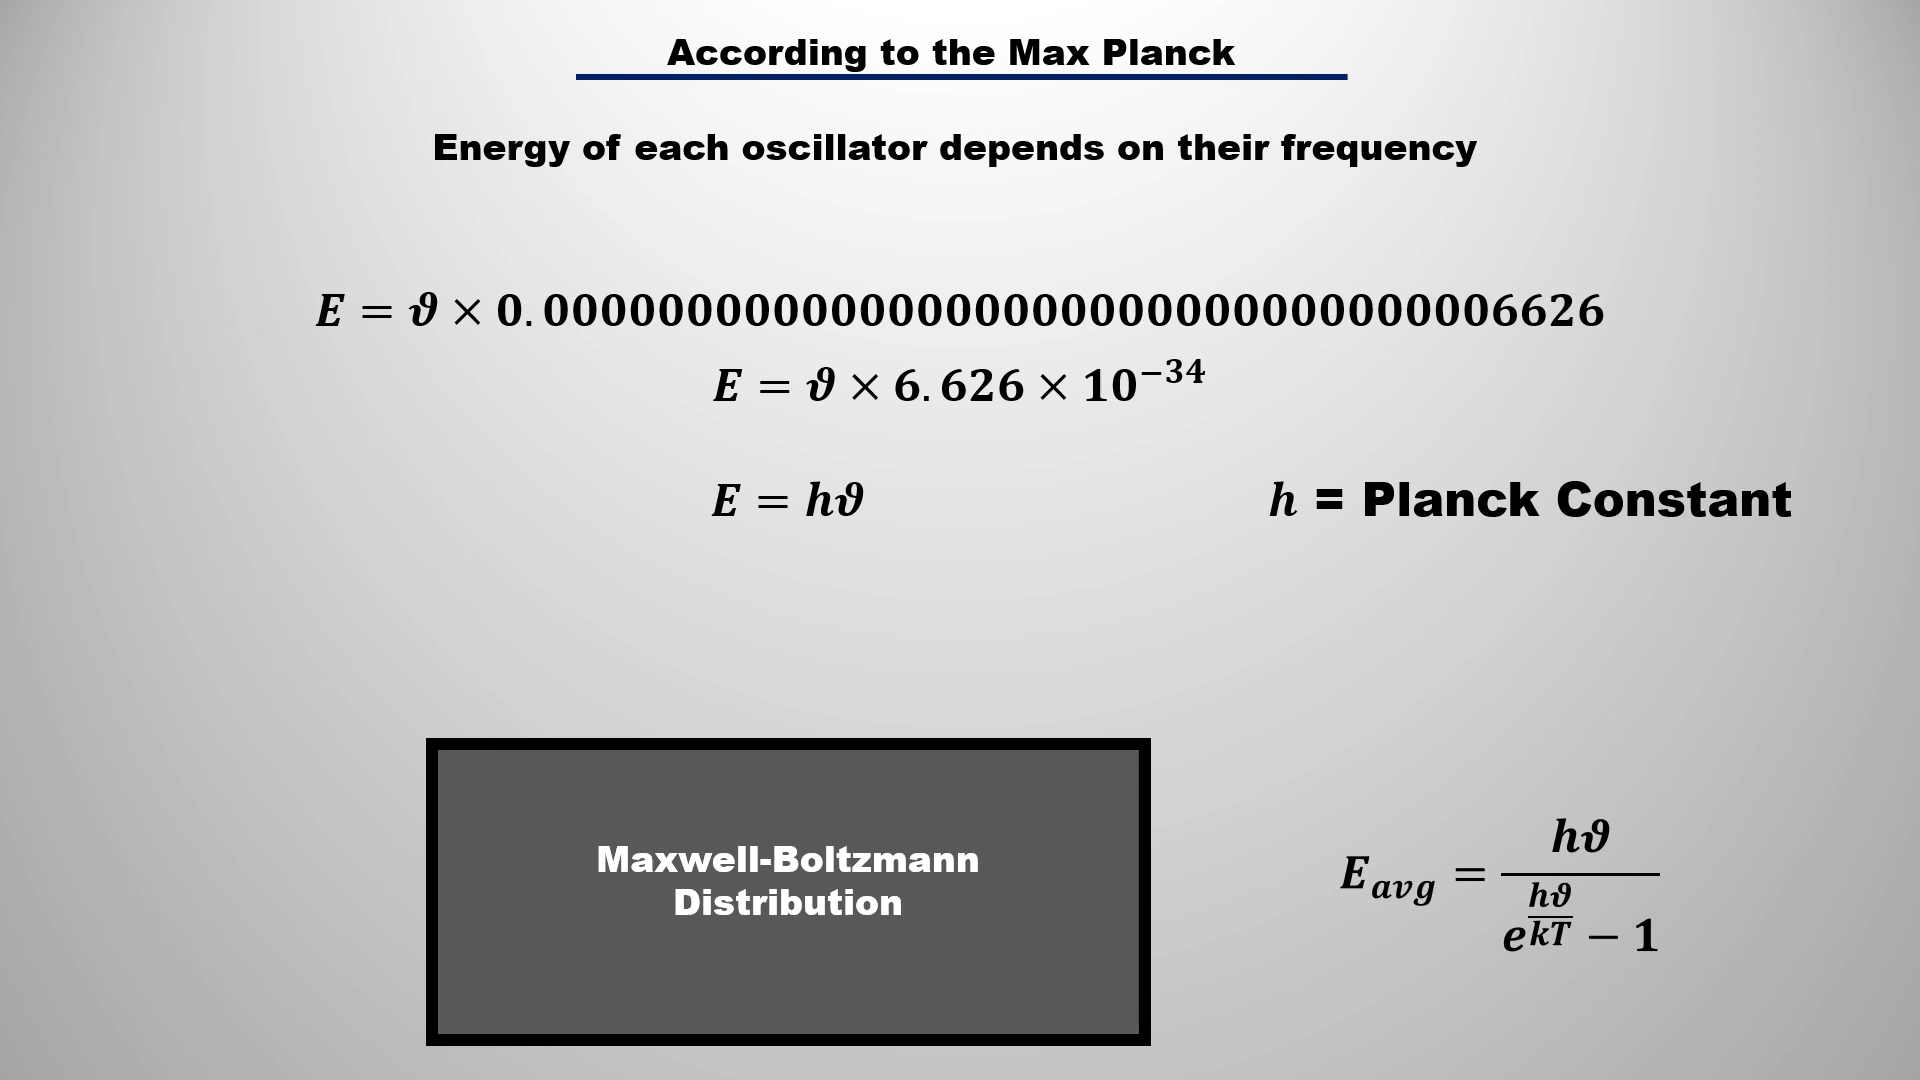 According to the Max Planck
Energy of each oscillator depends on their frequency
E = ϑ × 0.0000000000000000000000000000000006626
E = ϑ × 6.626 × 10⁻³⁴
E = hϑ
h = Planck Constant
Maxwell-Boltzmann
Distribution
E_avg = hϑ / (e^(hϑ/kT) − 1)